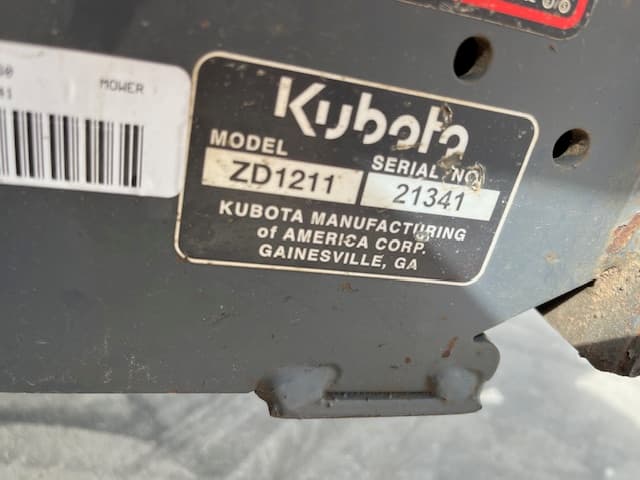 MOWER
Kubota
MODEL
SERIAL NO.
ZD1211
21341
KUBOTA MANUFACTURING
of AMERICA CORP.
GAINESVILLE, GA